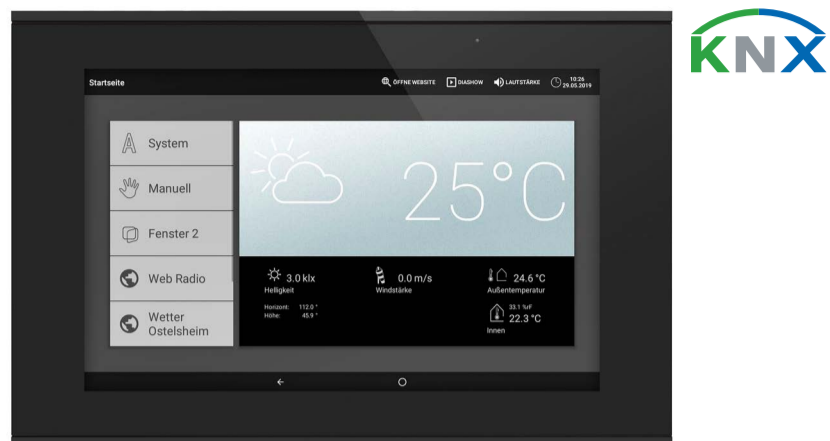 KNX
Startseite
ÖFFNE WEBSITE
DIASHOW
LAUTSTÄRKE
10:26
29.05.2019
System
Manuell
Fenster 2
Web Radio
Wetter
Ostelsheim
25°C
3.0 klx
Helligkeit
Horizont: 112.0 °
Höhe: 45.9 °
0.0 m/s
Windstärke
24.6 °C
Außentemperatur
33.1 %rF
22.3 °C
Innen